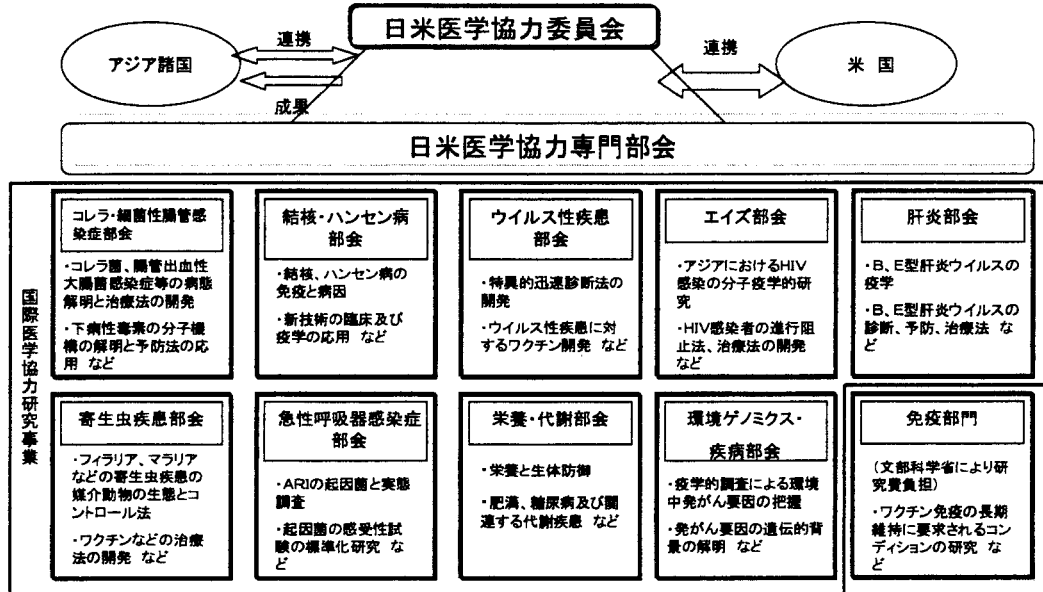 日米医学協力委員会
アジア諸国
連携
成果
連携
米 国
日米医学協力専門部会
国際医学協力研究事業
コレラ・細菌性腸管感
染症部会
・コレラ菌、腸管出血性
大腸菌感染症等の病態
解明と治療法の開発
・下痢性毒素の分子機
構の解明と予防法の応
用 など
結核・ハンセン病
部会
・結核、ハンセン病の
免疫と病因
・新技術の臨床及び
疫学の応用 など
ウイルス性疾患
部会
・特異的迅速診断法の
開発
・ウイルス性疾患に対
するワクチン開発 など
エイズ部会
・アジアにおけるHIV
感染の分子疫学的研
究
・HIV感染者の進行阻
止法、治療法の開発
など
肝炎部会
・B、E型肝炎ウイルスの
疫学
・B、E型肝炎ウイルスの
診断、予防、治療法 な
ど
寄生虫疾患部会
・フィラリア、マラリア
などの寄生虫疾患の
媒介動物の生態とコ
ントロール法
・ワクチンなどの治療
法の開発 など
急性呼吸器感染症
部会
・ARIの起因菌と実態
調査
・起因菌の感受性試
験の標準化研究 な
ど
栄養・代謝部会
・栄養と生体防御
・肥満、糖尿病及び関
連する代謝疾患 など
環境ゲノミクス・
疾病部会
・疫学的調査による環境
中発がん要因の把握
・発がん要因の遺伝的背
景の解明 など
免疫部門
(文部科学省により研
究費負担)
・ワクチン免疫の長期
維持に要求されるコン
ディションの研究 な
ど